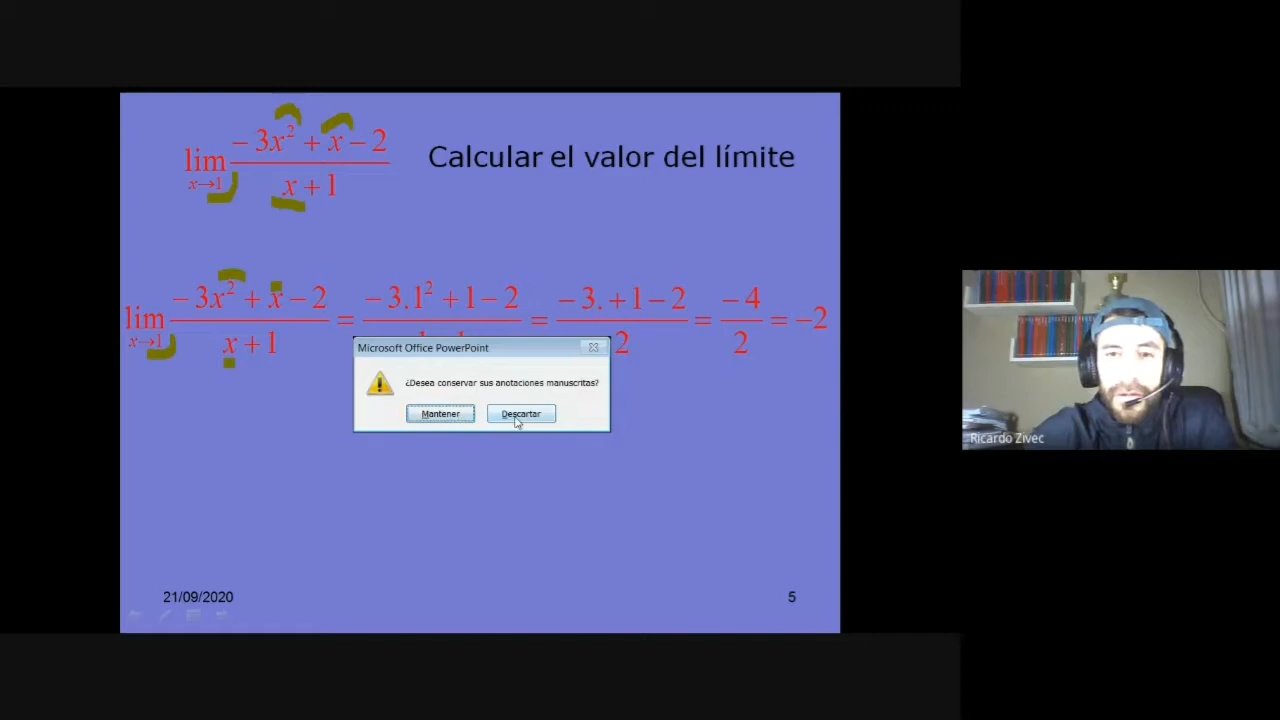 lim x→1 (−3x² + x − 2)/(x + 1)
Calcular el valor del límite
lim x→1 (−3x² + x − 2)/(x + 1) = −3.1² + 1 − 2 = (−3. + 1 − 2)/2 = −4/2 = −2
Microsoft Office PowerPoint
¿Desea conservar sus anotaciones manuscritas?
Mantener Descartar
Ricardo Zivec
21/09/2020 5